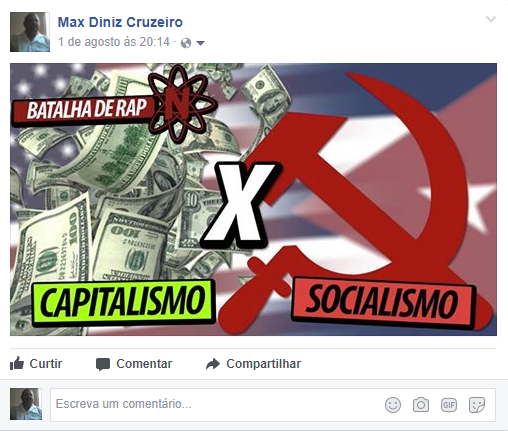 Max Diniz Cruzeiro
1 de agosto às 20:14 ·
BATALHA DE RAP
N
X
CAPITALISMO
SOCIALISMO
Curtir
Comentar
Compartilhar
Escreva um comentário...
GIF